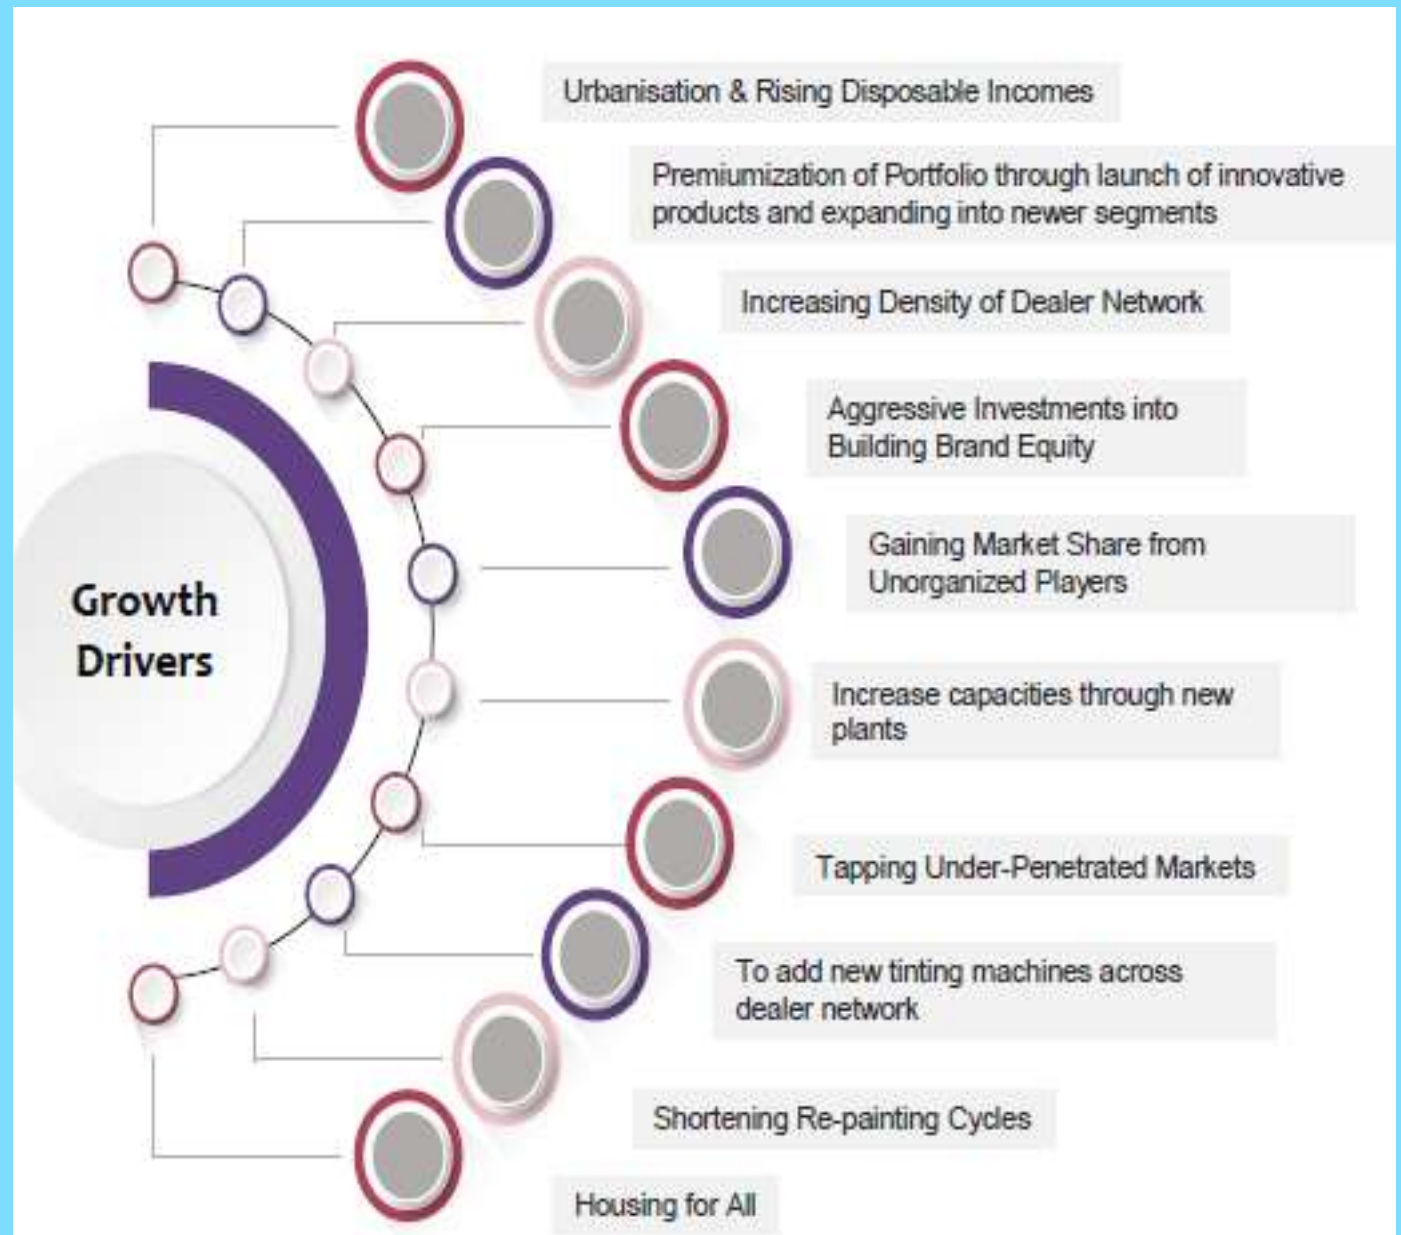 Urbanisation & Rising Disposable Incomes
Premiumization of Portfolio through launch of innovative
products and expanding into newer segments
Increasing Density of Dealer Network
Aggressive Investments into
Building Brand Equity
Gaining Market Share from
Unorganized Players
Growth
Drivers
Increase capacities through new
plants
Tapping Under-Penetrated Markets
To add new tinting machines across
dealer network
Shortening Re-painting Cycles
Housing for All